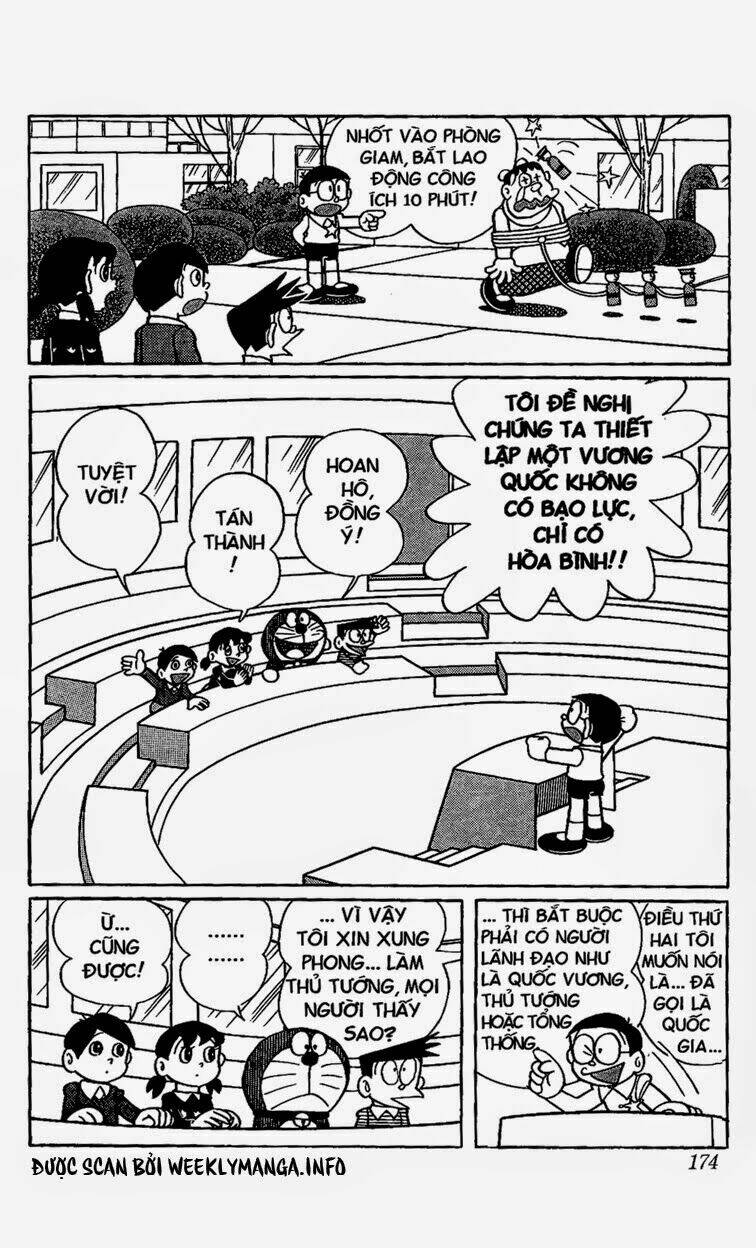 NHỐT VÀO PHÒNG
GIAM, BẮT LAO
ĐỘNG CÔNG
ÍCH 10 PHÚT!
TÔI ĐỀ NGHỊ
CHÚNG TA THIẾT
LẬP MỘT VƯƠNG
QUỐC KHÔNG
CÓ BẠO LỰC,
CHỈ CÓ
HÒA BÌNH!!
HOAN
HÔ,
ĐỒNG
Ý!
TÁN
THÀNH
!
TUYỆT
VỜI!
ĐIỀU THỨ
HAI TÔI
MUỐN NÓI
LÀ... ĐÃ
GỌI LÀ
QUỐC
GIA...
... THÌ BẮT BUỘC
PHẢI CÓ NGƯỜI
LÃNH ĐẠO NHƯ
LÀ QUỐC VƯƠNG,
THỦ TƯỚNG
HOẶC TỔNG
THỐNG.
... VÌ VẬY
TÔI XIN XUNG
PHONG... LÀM
THỦ TƯỚNG, MỌI
NGƯỜI THẤY
SAO?
......
......
Ừ...
CŨNG
ĐƯỢC!
ĐƯỢC SCAN BỞI WEEKLYMANGA.INFO
174